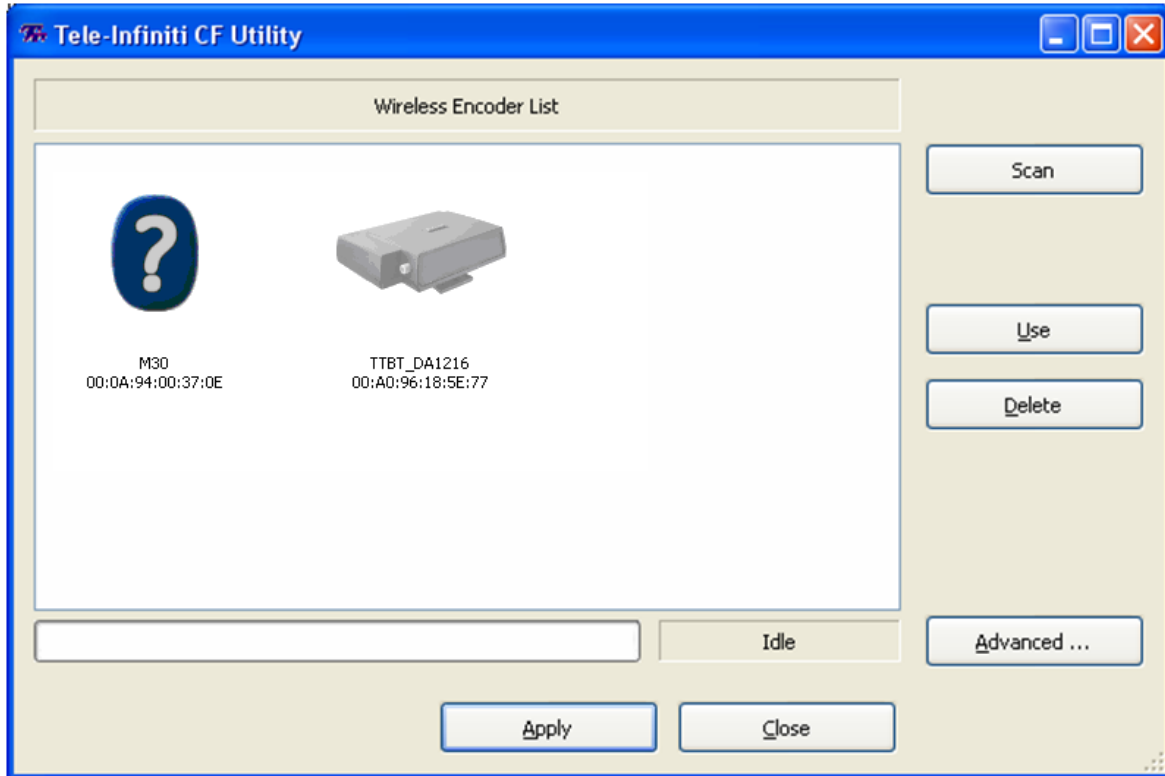 Tele-Infiniti CF Utility
Wireless Encoder List
Scan
?
M30
00:0A:94:00:37:0E
TTBT_DA1216
00:A0:96:18:5E:77
Use
Delete
Idle
Advanced ...
Apply
Close